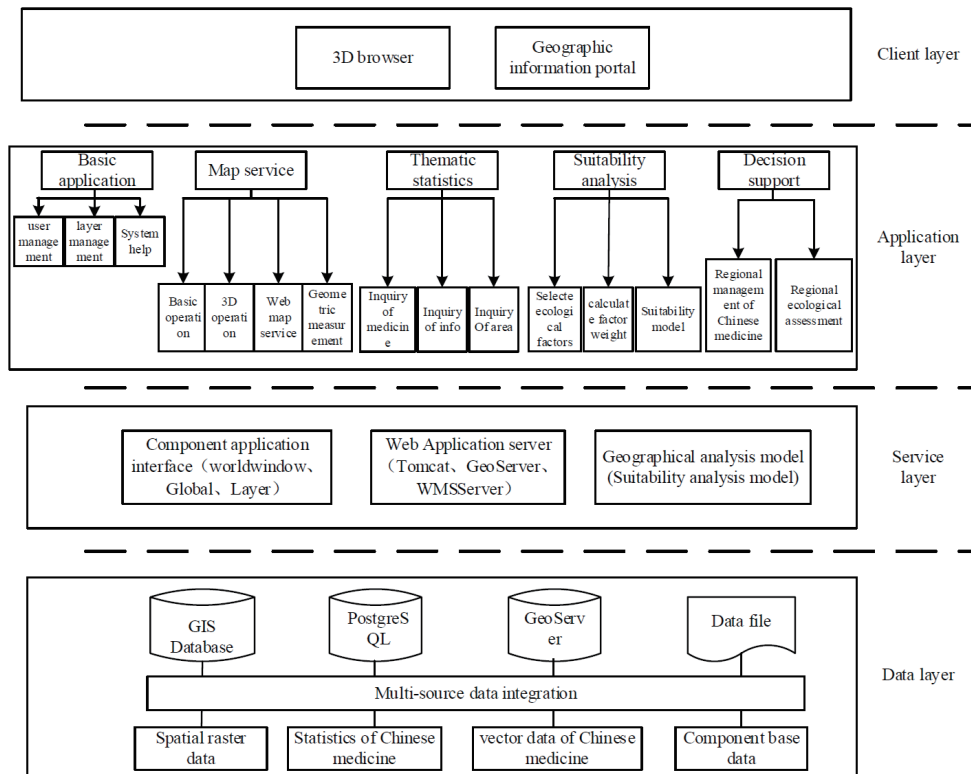 3D browser
Geographic
information portal
Client layer
Basic
application
Map service
Thematic
statistics
Suitability
analysis
Decision
support
user
manage
ment
layer
manage
ment
System
help
Basic
operati
on
3D
operati
on
Web
map
service
Geome
tric
measur
ement
Inquiry
of
medicin
e
Inquiry
of info
Inquiry
Of area
Selecte
ecological
factors
calculat
e factor
weight
Suitability
model
Regional
managem
ent of
Chinese
medicine
Regional
ecological
assessment
Application
layer
Component application
interface（worldwindow、
Global、Layer）
Web Application server
（Tomcat、GeoServer、
WMSServer）
Geographical analysis model
(Suitability analysis model)
Service
layer
GIS
Database
PostgreS
QL
GeoServ
er
Data file
Multi-source data integration
Spatial raster
data
Statistics of Chinese
medicine
vector data of Chinese
medicine
Component base
data
Data layer